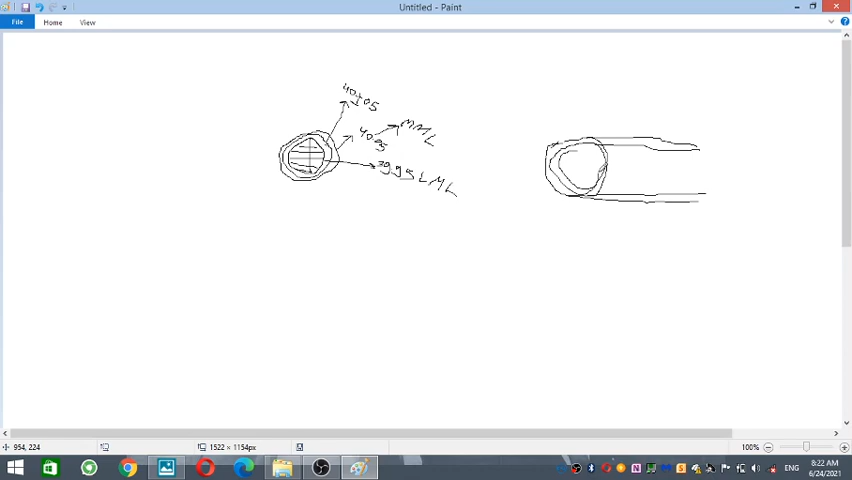 Untitled - Paint
File
Home
View
40±05
40.95
MML
39.95 LML
954, 224
1522 × 1154px
100%
ENG
8:22 AM
6/24/2021